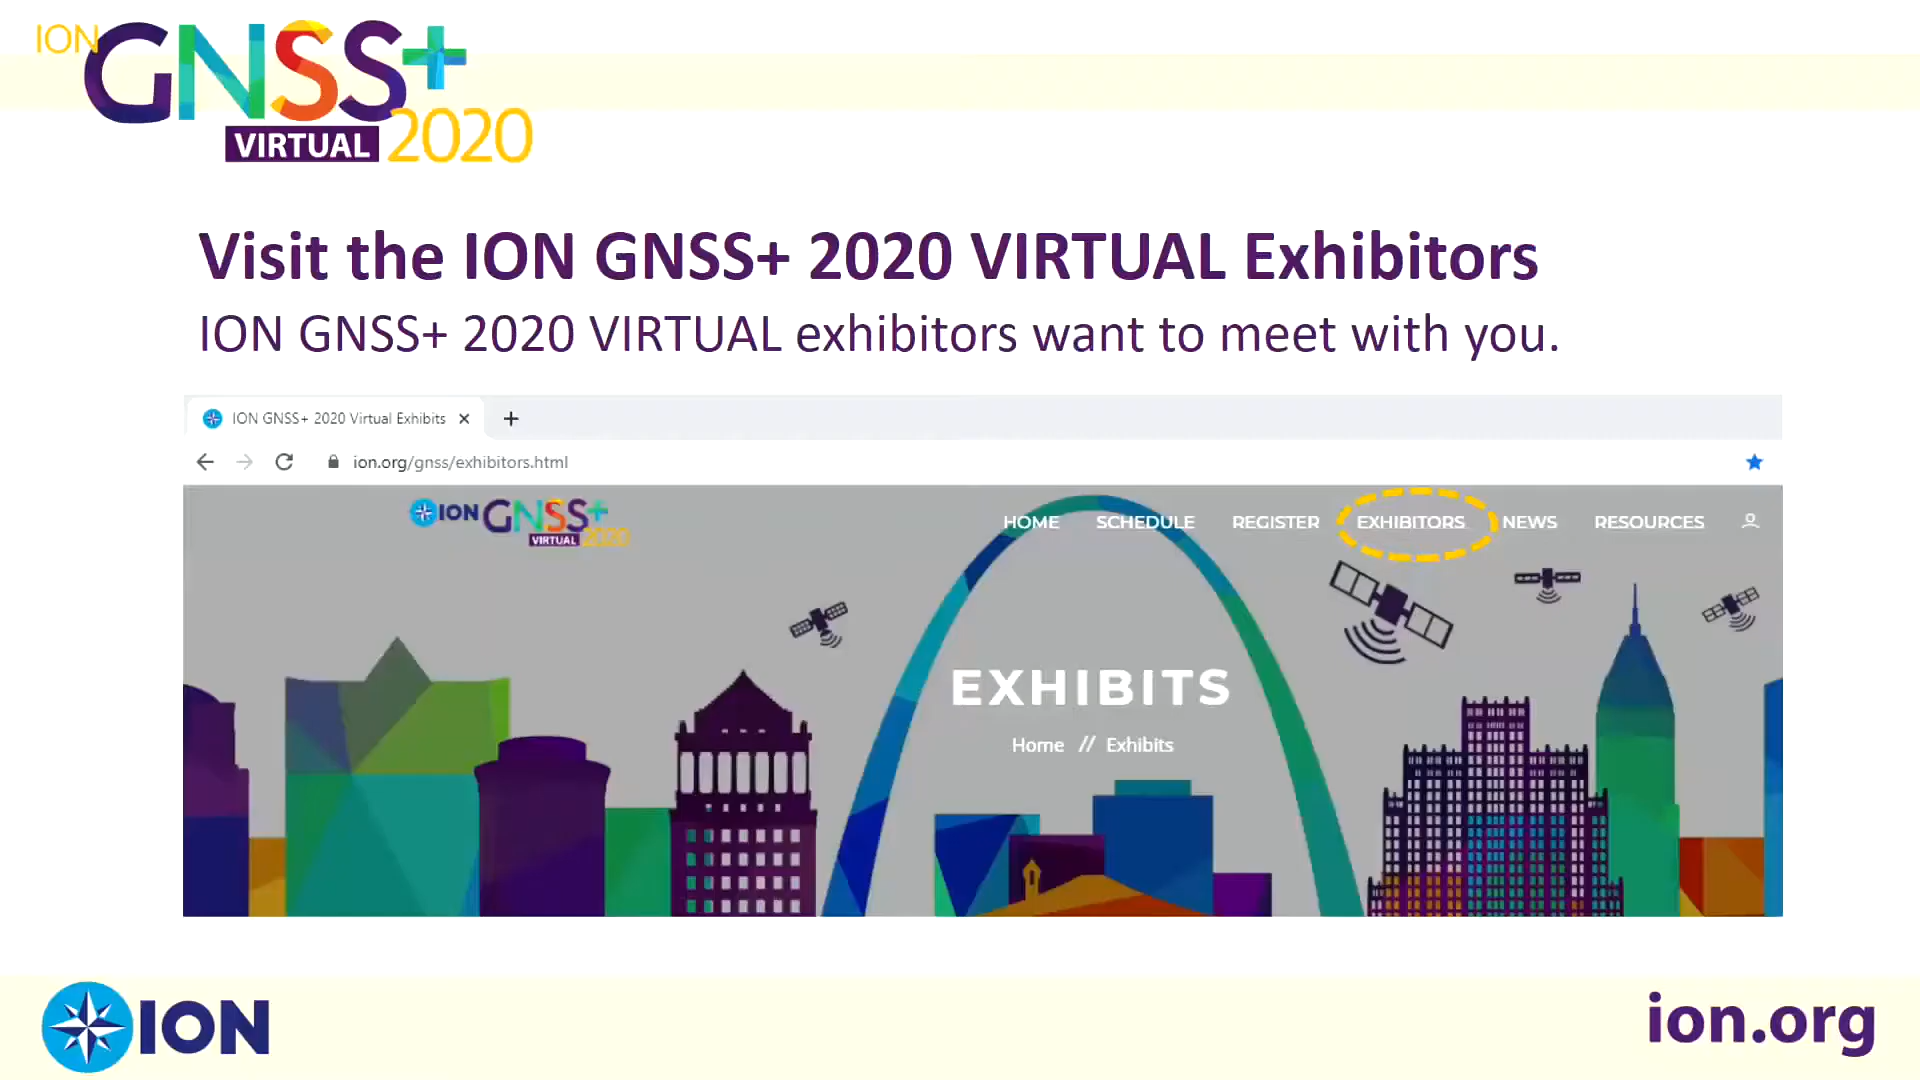 ION GNSS+
VIRTUAL 2020
Visit the ION GNSS+ 2020 VIRTUAL Exhibitors
ION GNSS+ 2020 VIRTUAL exhibitors want to meet with you.
ION GNSS+ 2020 Virtual Exhibits
ion.org/gnss/exhibitors.html
ION GNSS+
VIRTUAL 2020
HOME SCHEDULE REGISTER EXHIBITORS NEWS RESOURCES
EXHIBITS
Home // Exhibits
ION
ion.org